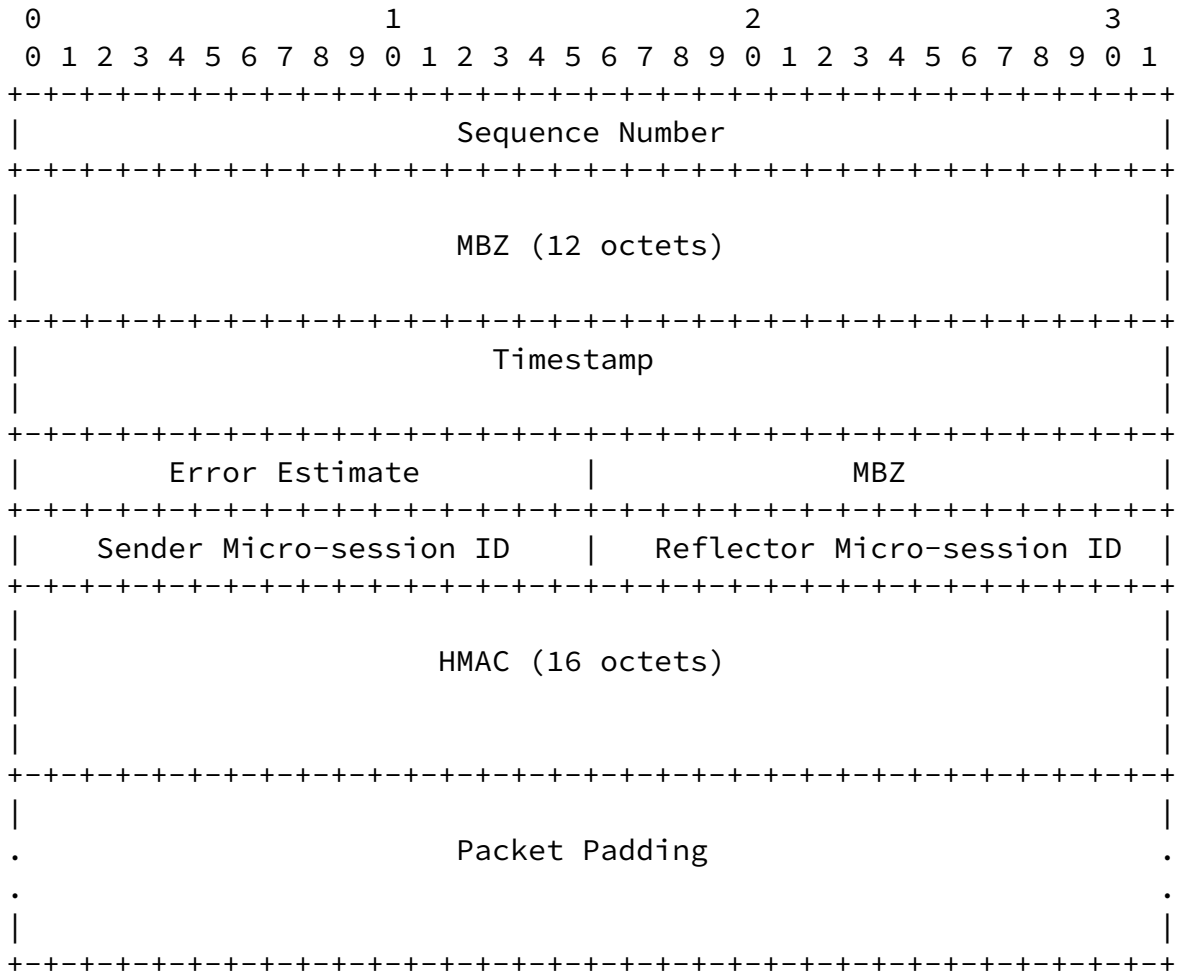 0                   1                   2                   3
 0 1 2 3 4 5 6 7 8 9 0 1 2 3 4 5 6 7 8 9 0 1 2 3 4 5 6 7 8 9 0 1
+-+-+-+-+-+-+-+-+-+-+-+-+-+-+-+-+-+-+-+-+-+-+-+-+-+-+-+-+-+-+-+-+
|                        Sequence Number                        |
+-+-+-+-+-+-+-+-+-+-+-+-+-+-+-+-+-+-+-+-+-+-+-+-+-+-+-+-+-+-+-+-+
|                                                               |
|                        MBZ (12 octets)                        |
|                                                               |
+-+-+-+-+-+-+-+-+-+-+-+-+-+-+-+-+-+-+-+-+-+-+-+-+-+-+-+-+-+-+-+-+
|                          Timestamp                            |
|                                                               |
+-+-+-+-+-+-+-+-+-+-+-+-+-+-+-+-+-+-+-+-+-+-+-+-+-+-+-+-+-+-+-+-+
|        Error Estimate         |              MBZ              |
+-+-+-+-+-+-+-+-+-+-+-+-+-+-+-+-+-+-+-+-+-+-+-+-+-+-+-+-+-+-+-+-+
|    Sender Micro-session ID    |   Reflector Micro-session ID  |
+-+-+-+-+-+-+-+-+-+-+-+-+-+-+-+-+-+-+-+-+-+-+-+-+-+-+-+-+-+-+-+-+
|                                                               |
|                       HMAC (16 octets)                        |
|                                                               |
|                                                               |
+-+-+-+-+-+-+-+-+-+-+-+-+-+-+-+-+-+-+-+-+-+-+-+-+-+-+-+-+-+-+-+-+
|                                                               |
.                        Packet Padding                         .
.                                                               .
|                                                               |
+-+-+-+-+-+-+-+-+-+-+-+-+-+-+-+-+-+-+-+-+-+-+-+-+-+-+-+-+-+-+-+-+